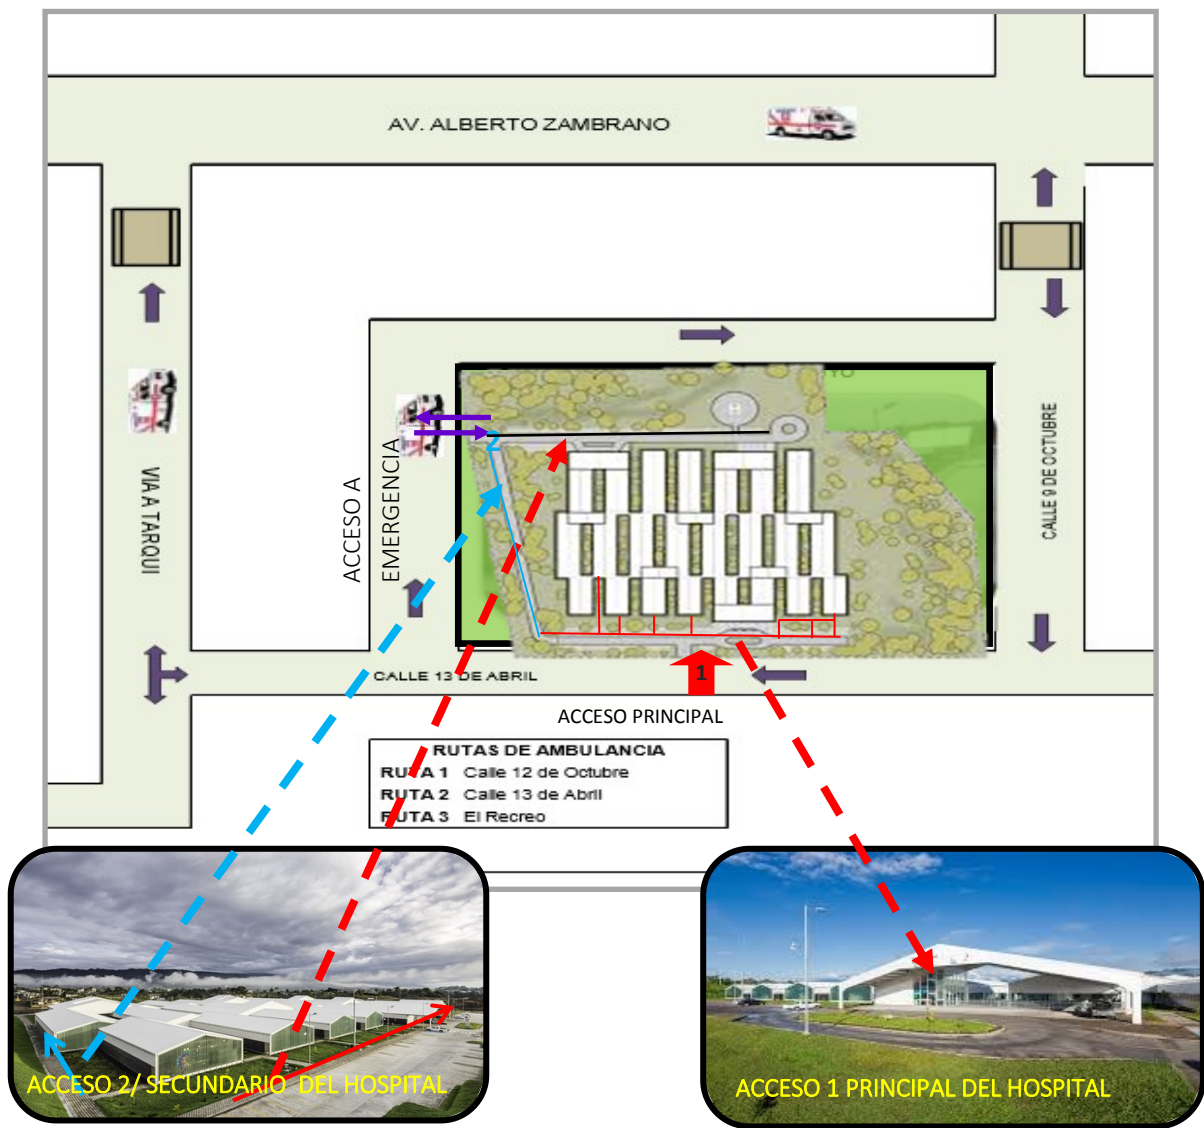 AV. ALBERTO ZAMBRANO
H
2
VIA A TARQUI
ACCESO A
EMERGENCIA
CALLE 9 DE OCTUBRE
CALLE 13 DE ABRIL
1
ACCESO PRINCIPAL
RUTAS DE AMBULANCIA
RUTA 1 Calle 12 de Octubre
RUTA 2 Calle 13 de Abril
RUTA 3 El Recreo
ACCESO 2/ SECUNDARIO DEL HOSPITAL
ACCESO 1 PRINCIPAL DEL HOSPITAL